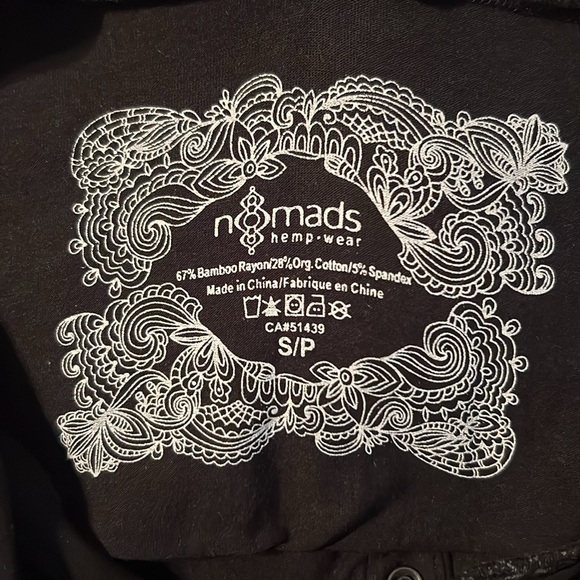 nomads
hemp•wear
67% Bamboo Rayon/28% Org. Cotton/5% Spandex
Made in China/Fabrique en Chine
CA#51439
S/P